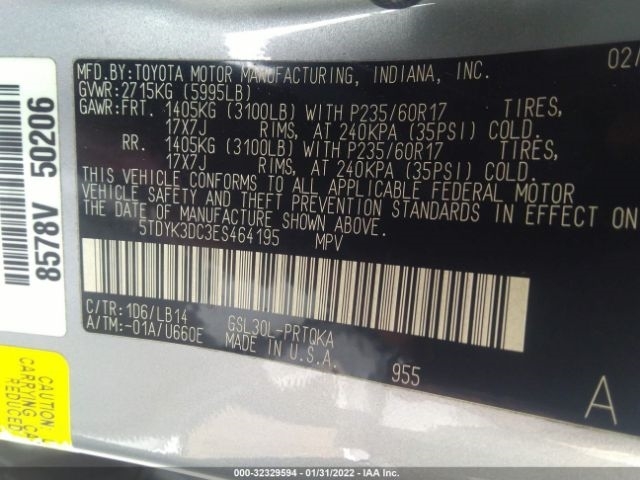 MFD.BY:TOYOTA MOTOR MANUFACTURING, INDIANA, INC. 02/
GVWR:2715KG (5995LB)
GAWR:FRT. 1405KG (3100LB) WITH P235/60R17 TIRES,
17X7J RIMS, AT 240KPA (35PSI) COLD.
RR. 1405KG (3100LB) WITH P235/60R17 TIRES,
17X7J RIMS, AT 240KPA (35PSI) COLD.
THIS VEHICLE CONFORMS TO ALL APPLICABLE FEDERAL MOTOR
VEHICLE SAFETY AND THEFT PREVENTION STANDARDS IN EFFECT ON
THE DATE OF MANUFACTURE SHOWN ABOVE.
5TDYK3DC3ES464195 MPV
C/TR:1D6/LB14 GSL30L-PRTQKA
A/TM:-01A/U660E MADE IN U.S.A.
955
A
8578V 50206
CAUTION
CARRYING CA
REDUCED
000-32329594 - 01/31/2022 - IAA Inc.